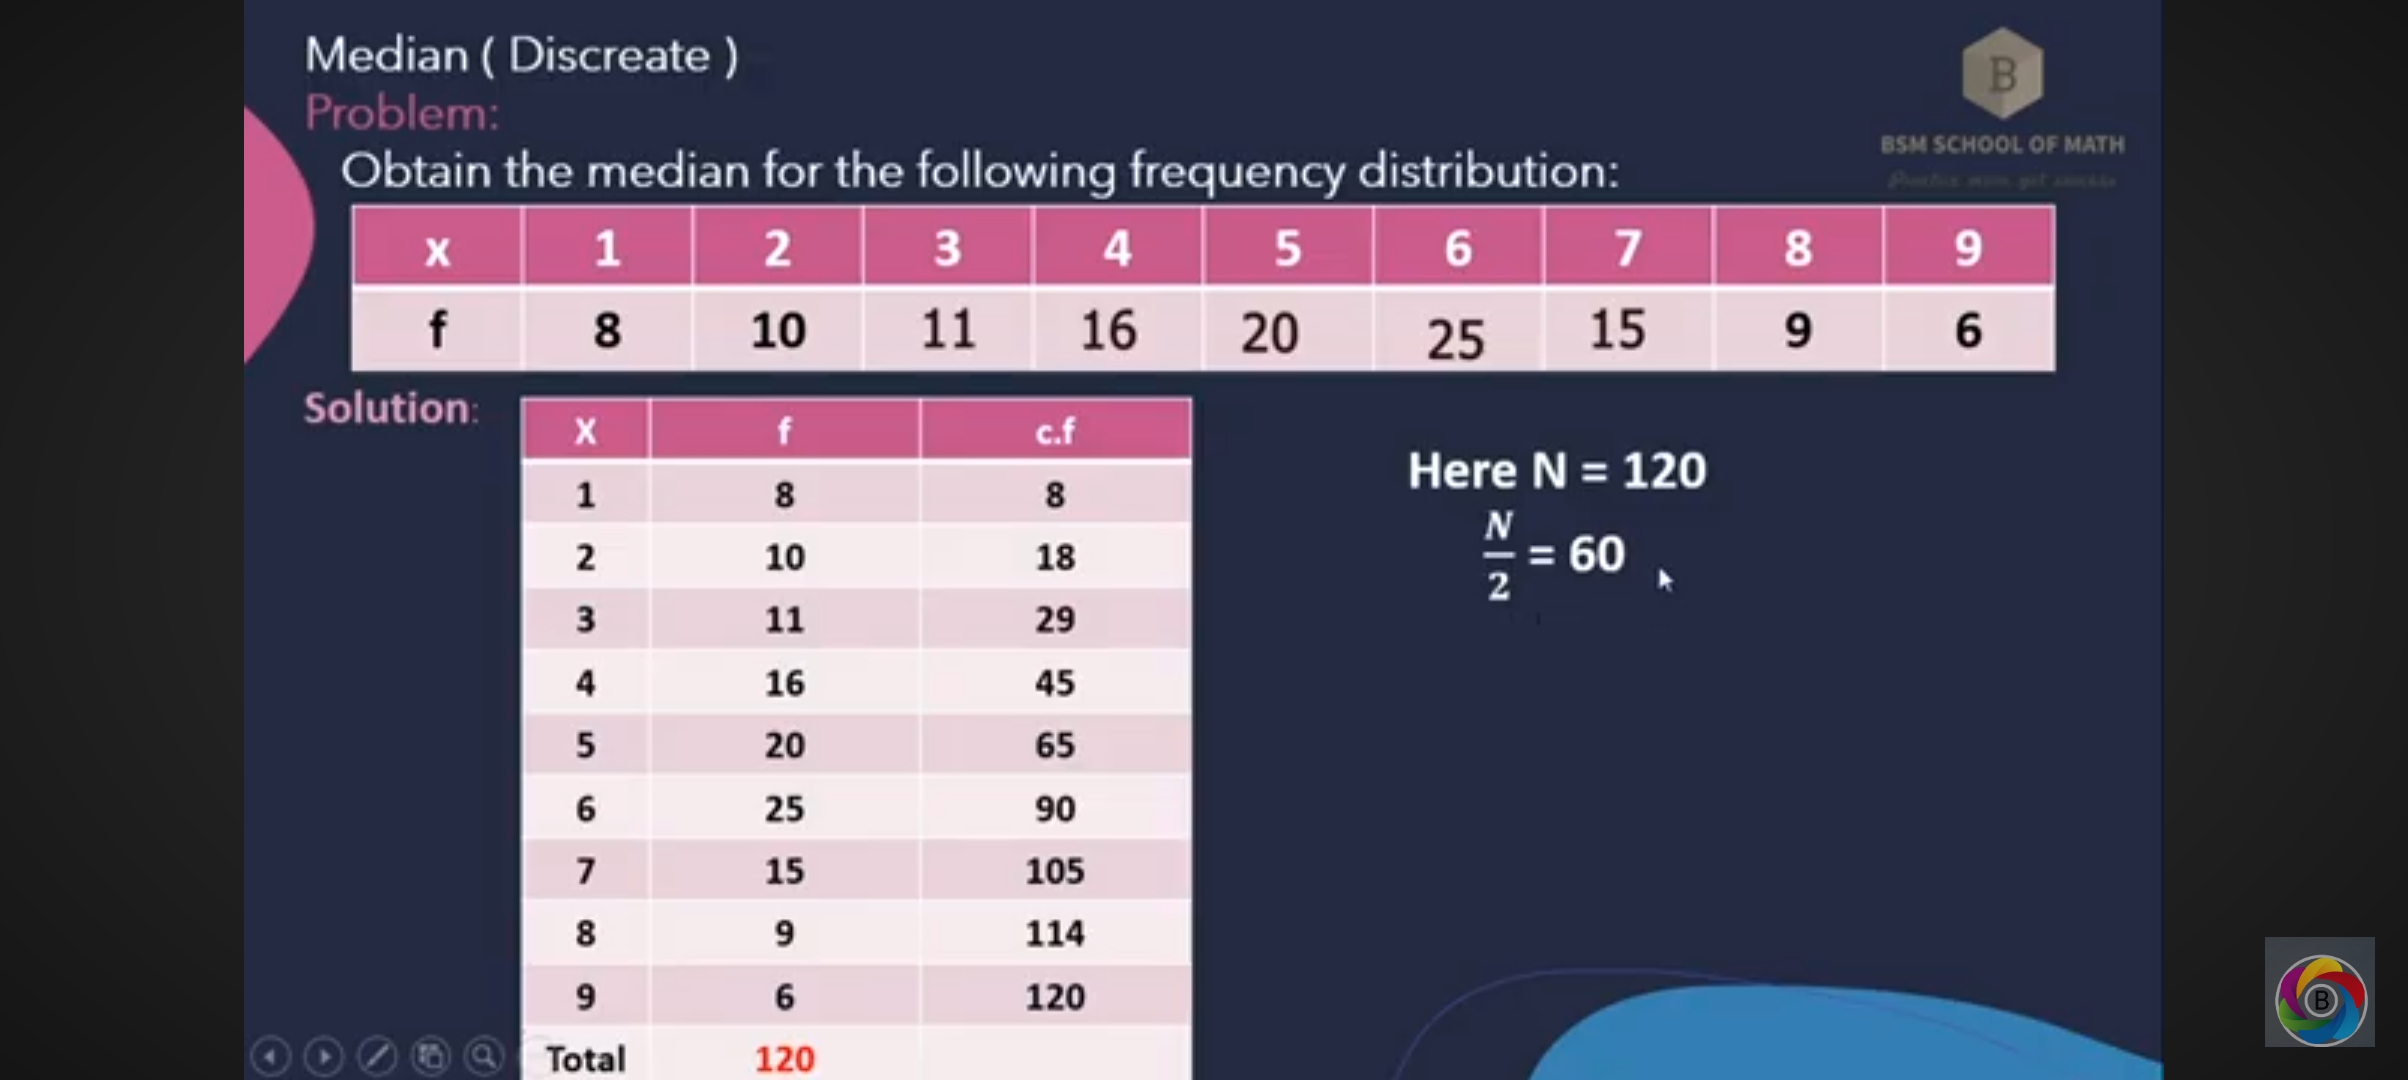 Median ( Discreate )
Problem:
Obtain the median for the following frequency distribution:
B
BSM SCHOOL OF MATH
x 1 2 3 4 5 6 7 8 9
f 8 10 11 16 20 25 15 9 6
Solution:
X f c.f
1 8 8
2 10 18
3 11 29
4 16 45
5 20 65
6 25 90
7 15 105
8 9 114
9 6 120
Total 120
Here N = 120
N/2 = 60
B